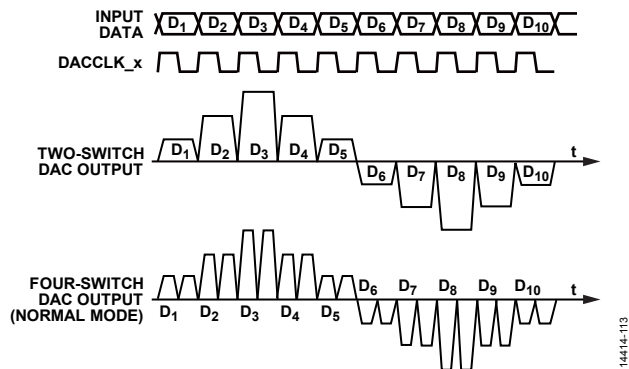 INPUT
DATA
D1 D2 D3 D4 D5 D6 D7 D8 D9 D10
DACCLK_x
TWO-SWITCH
DAC OUTPUT
D1 D2 D3 D4 D5
D6 D7 D8 D9 D10
t
FOUR-SWITCH
DAC OUTPUT
(NORMAL MODE)
D1 D2 D3 D4 D5
D6 D7 D8 D9 D10
t
14414-113